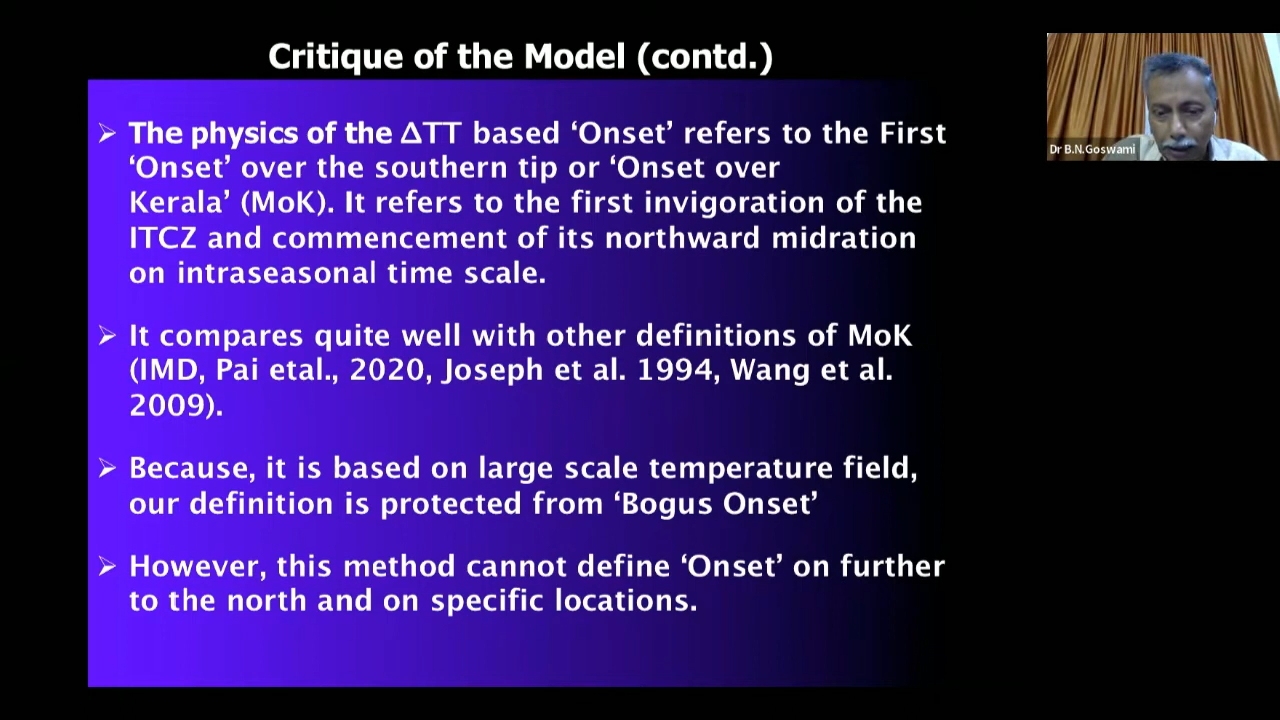 Critique of the Model (contd.)
➢ The physics of the ΔTT based ‘Onset’ refers to the First
‘Onset’ over the southern tip or ‘Onset over
Kerala’ (MoK). It refers to the first invigoration of the
ITCZ and commencement of its northward midration
on intraseasonal time scale.
➢ It compares quite well with other definitions of MoK
(IMD, Pai etal., 2020, Joseph et al. 1994, Wang et al.
2009).
➢ Because, it is based on large scale temperature field,
our definition is protected from ‘Bogus Onset’
➢ However, this method cannot define ‘Onset’ on further
to the north and on specific locations.
Dr B.N.Goswami